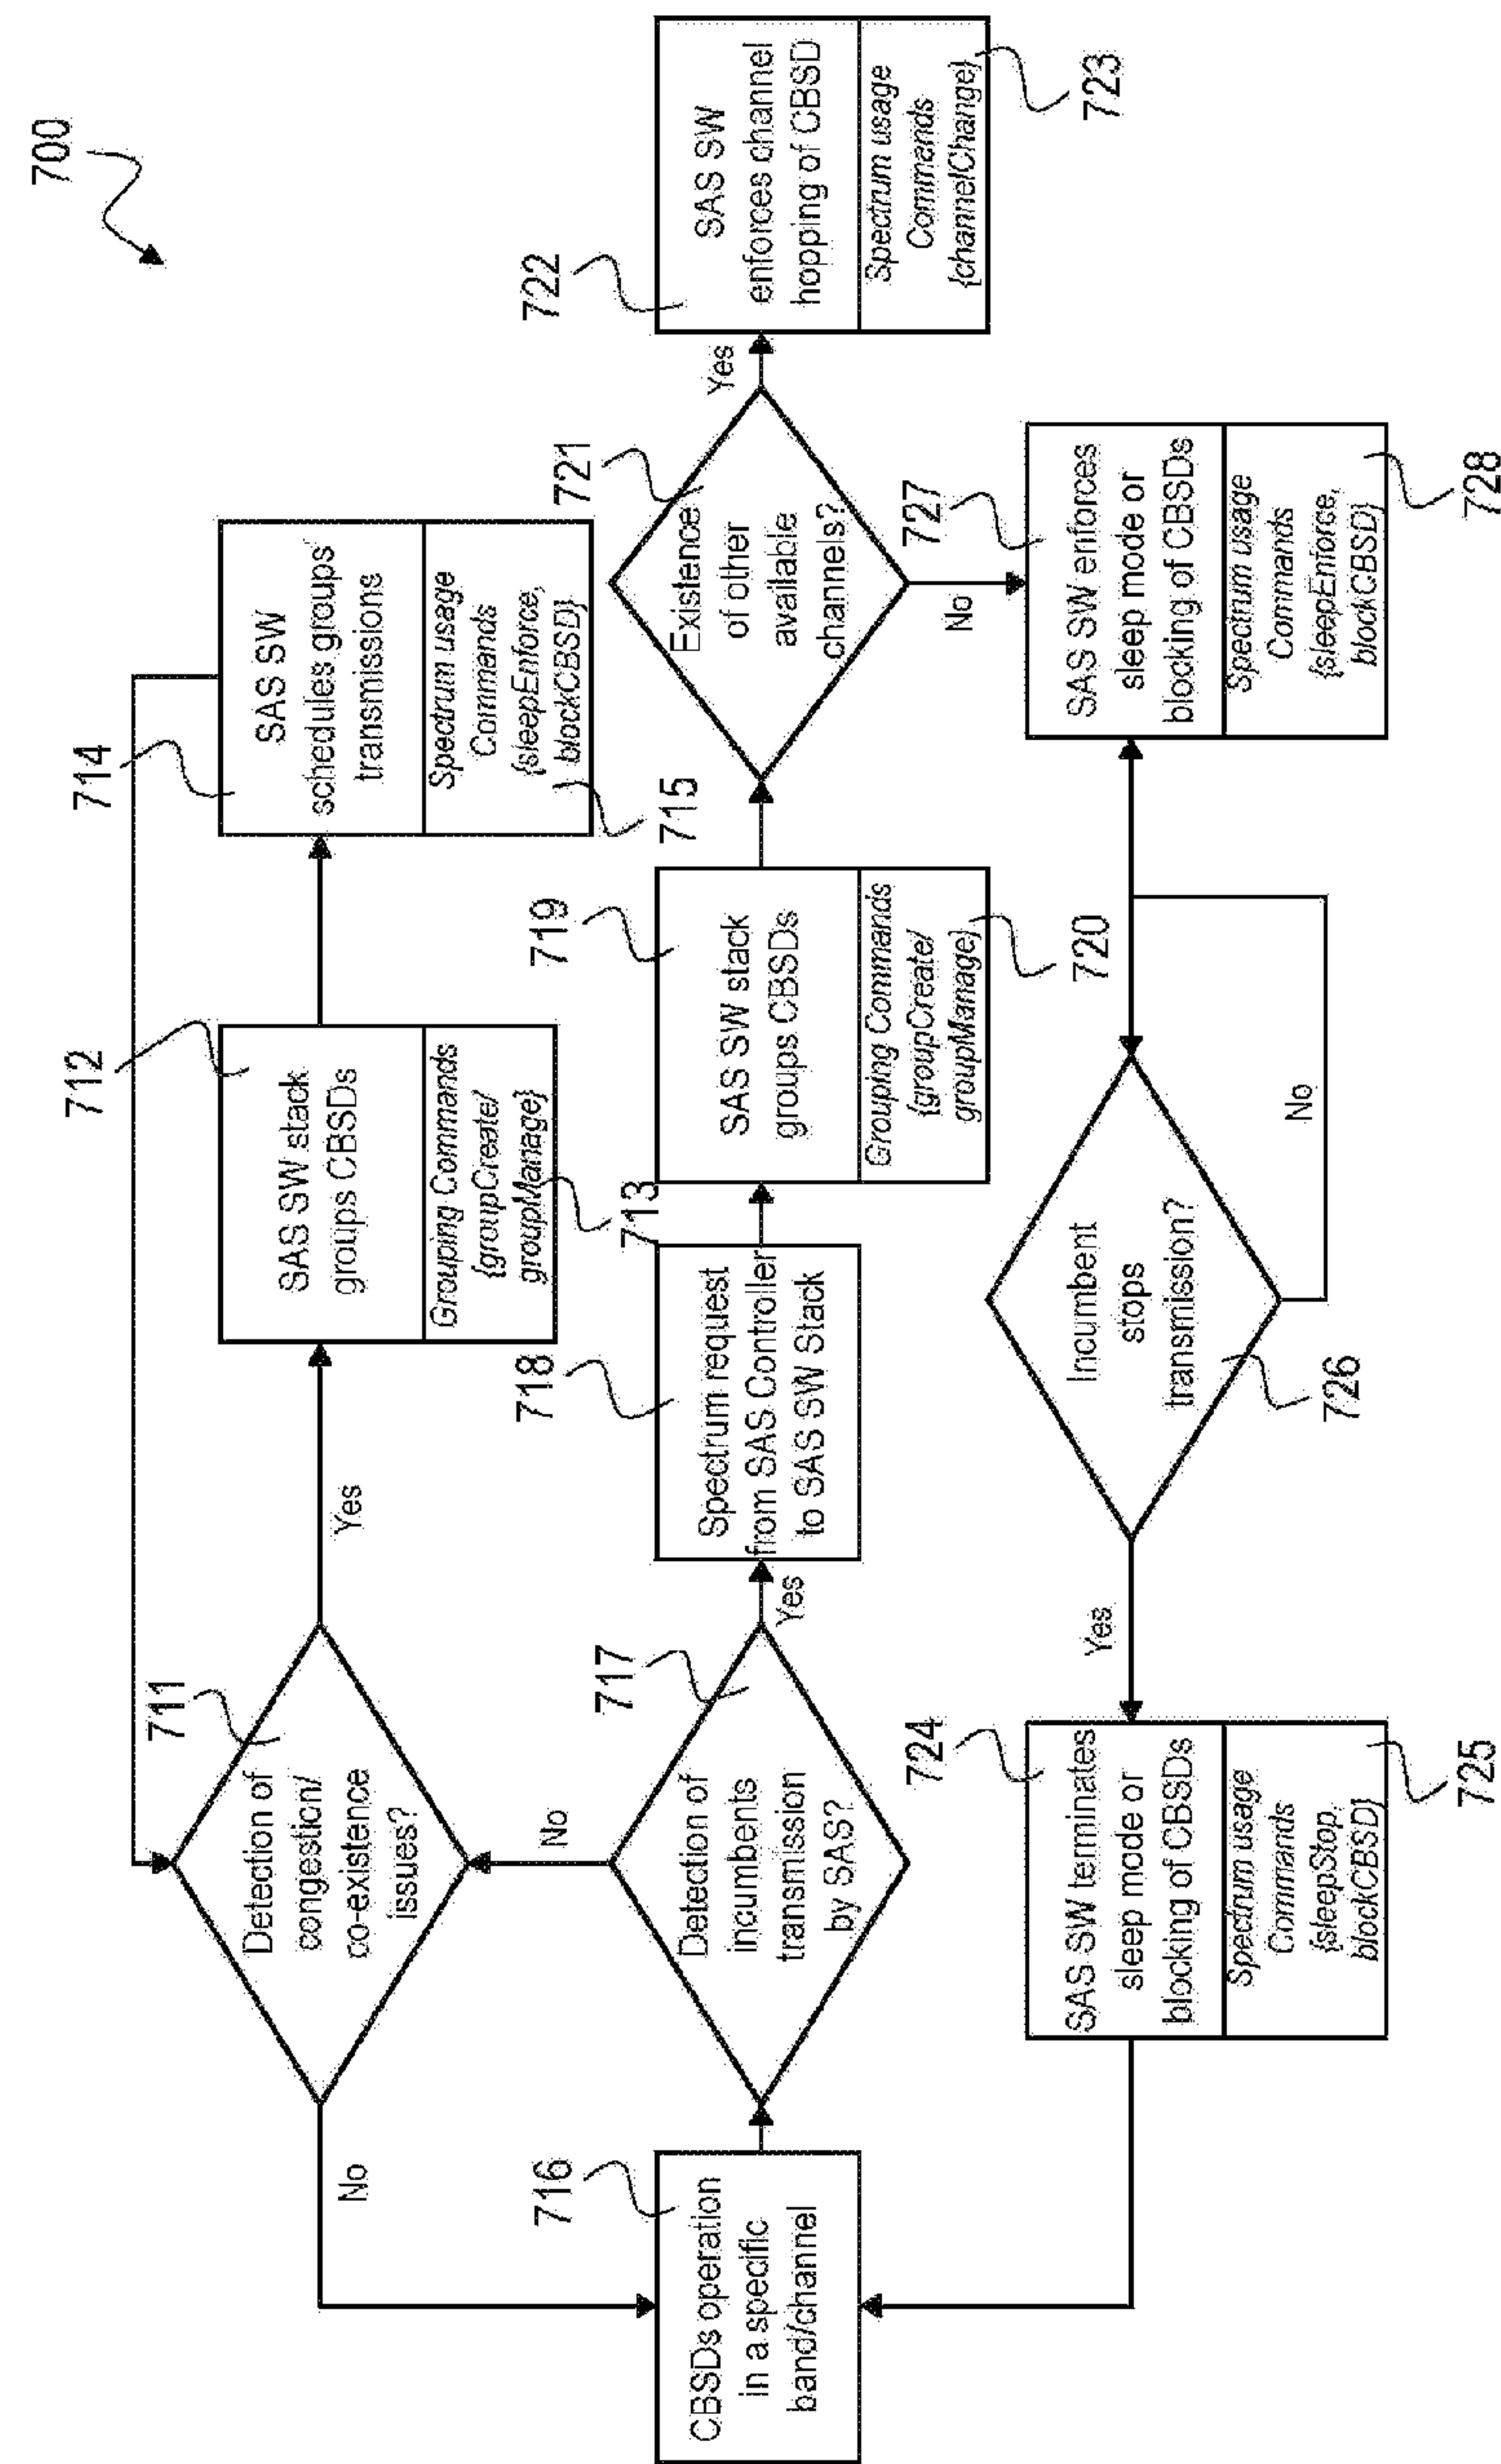 700
711
Detection of
congestion/
co-existence
issues?
Yes
No
712
SAS SW stack
groups CBSDs
Grouping Commands
{groupCreate/
groupManage}
713
714
SAS SW
schedules groups'
transmissions
Spectrum usage
Commands
{sleepEnforce,
blockCBSD}
715
716
CBSDs operation
in a specific
band/channel
717
Detection of
incumbents
transmission
by SAS?
No
Yes
718
Spectrum request
from SAS Controller
to SAS SW Stack
719
SAS SW stack
groups CBSDs
Grouping Commands
{groupCreate/
groupManage}
720
721
Existence
of other
available
channels?
Yes
No
722
SAS SW
enforces channel
hopping of CBSD
Spectrum usage
Commands
{channelChange}
723
724
SAS SW terminates
sleep mode or
blocking of CBSDs
Spectrum usage
Commands
{sleepStop,
blockCBSD}
725
Yes
Incumbent
stops
transmission?
726
No
727
SAS SW enforces
sleep mode or
blocking of CBSDs
Spectrum usage
Commands
{sleepEnforce,
blockCBSD}
728